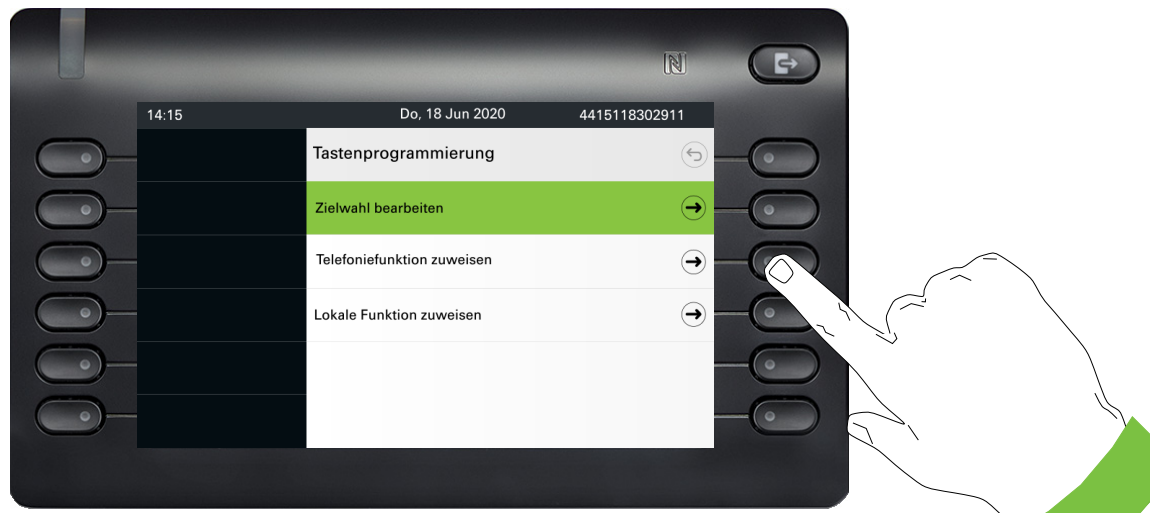 14:15 Do, 18 Jun 2020 4415118302911
Tastenprogrammierung
Zielwahl bearbeiten
Telefoniefunktion zuweisen
Lokale Funktion zuweisen